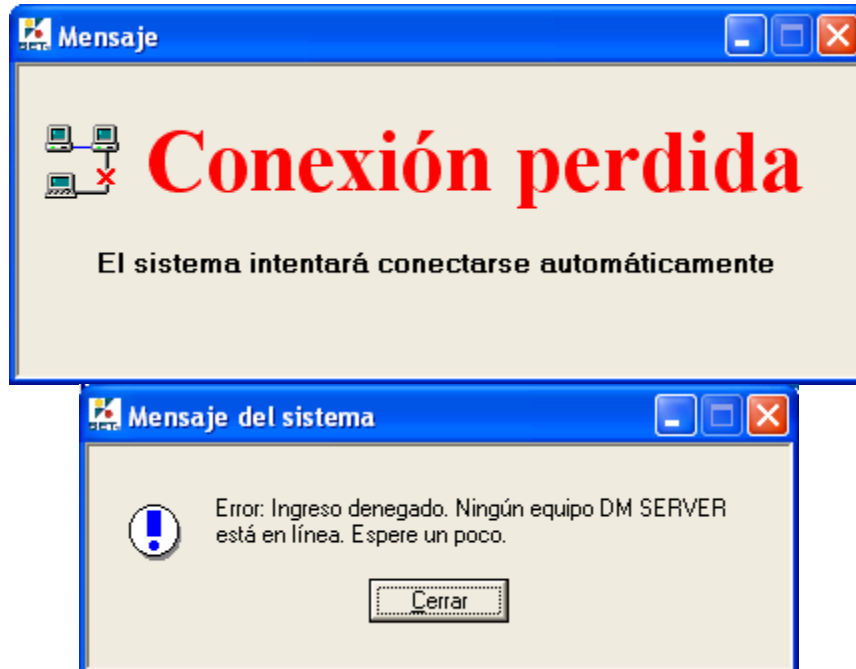 Mensaje
Conexión perdida
El sistema intentará conectarse automáticamente
Mensaje del sistema
Error: Ingreso denegado. Ningún equipo DM SERVER
está en línea. Espere un poco.
Cerrar